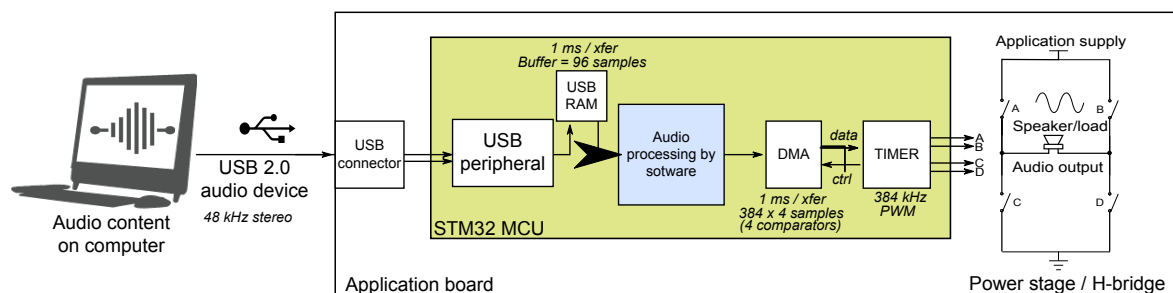 Audio content
on computer
USB 2.0
audio device
48 kHz stereo
USB
connector
USB
peripheral
1 ms / xfer
Buffer = 96 samples
USB
RAM
Audio
processing by
sotware
DMA
1 ms / xfer
384 x 4 samples
(4 comparators)
data
ctrl
TIMER
384 kHz
PWM
STM32 MCU
A
B
C
D
Application supply
A
B
Speaker/load
Audio output
C
D
Application board
Power stage / H-bridge